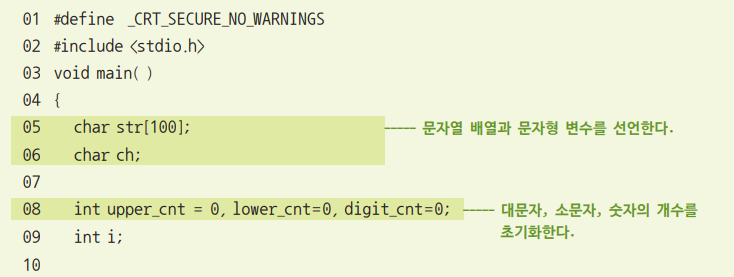 01 #define _CRT_SECURE_NO_WARNINGS
02 #include <stdio.h>
03 void main( )
04 {
05 char str[100]; ----- 문자열 배열과 문자형 변수를 선언한다.
06 char ch;
07
08 int upper_cnt = 0, lower_cnt=0, digit_cnt=0; ----- 대문자, 소문자, 숫자의 개수를
초기화한다.
09 int i;
10